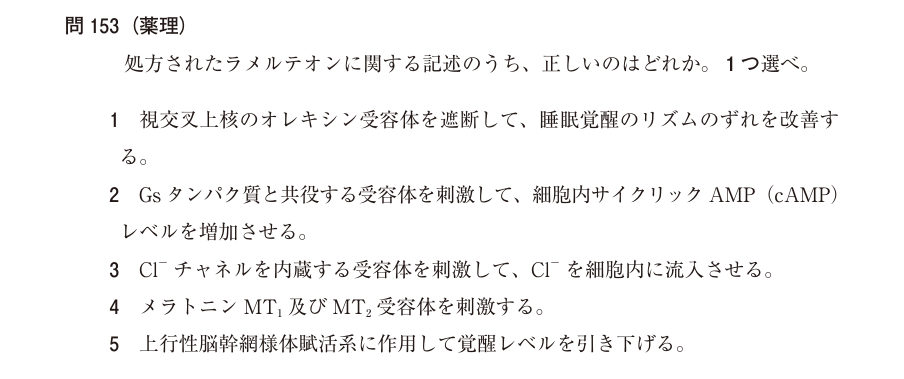 問 153（薬理）
処方されたラメルテオンに関する記述のうち、正しいのはどれか。1つ選べ。
1 視交叉上核のオレキシン受容体を遮断して、睡眠覚醒のリズムのずれを改善す
る。
2 Gs タンパク質と共役する受容体を刺激して、細胞内サイクリック AMP（cAMP）
レベルを増加させる。
3 Cl⁻ チャネルを内蔵する受容体を刺激して、Cl⁻ を細胞内に流入させる。
4 メラトニン MT₁ 及び MT₂ 受容体を刺激する。
5 上行性脳幹網様体賦活系に作用して覚醒レベルを引き下げる。